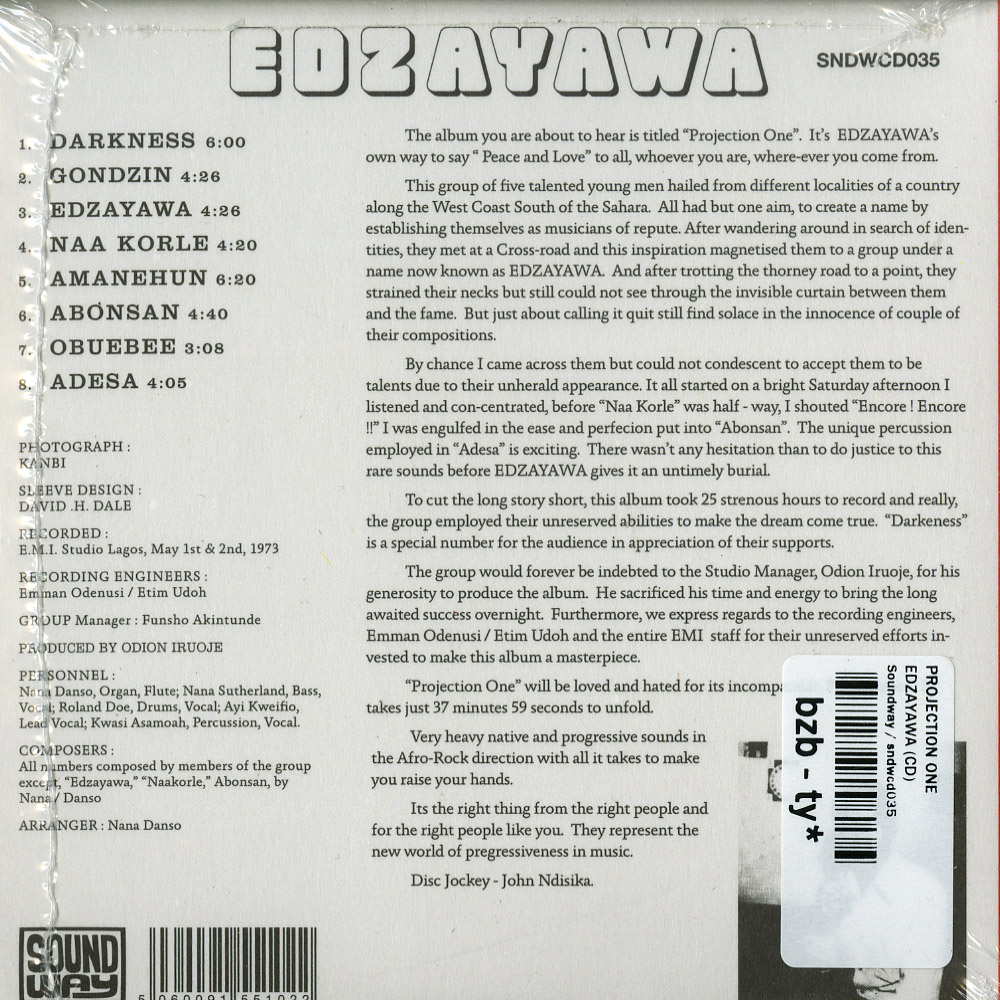 EDZAYAWA
SNDWCD035
1. DARKNESS 6:00
2. GONDZIN 4:26
3. EDZAYAWA 4:26
4. NAA KORLE 4:20
5. AMANEHUN 6:20
6. ABONSAN 4:40
7. OBUEBEE 3:08
8. ADESA 4:05
PHOTOGRAPH :
KANBI
SLEEVE DESIGN :
DAVID .H. DALE
RECORDED :
E.M.I. Studio Lagos, May 1st & 2nd, 1973
RECORDING ENGINEERS :
Emman Odenusi / Etim Udoh
GROUP Manager : Funsho Akintunde
PRODUCED BY ODION IRUOJE
PERSONNEL :
Nana Danso, Organ, Flute; Nana Sutherland, Bass,
Vocal; Roland Doe, Drums, Vocal; Ayi Kweifio,
Lead Vocal; Kwasi Asamoah, Percussion, Vocal.
COMPOSERS :
All numbers composed by members of the group
except, “Edzayawa,” “Naakorle,” Abonsan, by
Nana / Danso
ARRANGER : Nana Danso
The album you are about to hear is titled “Projection One”. It’s EDZAYAWA’s
own way to say “ Peace and Love” to all, whoever you are, where-ever you come from.
This group of five talented young men hailed from different localities of a country
along the West Coast South of the Sahara. All had but one aim, to create a name by
establishing themselves as musicians of repute. After wandering around in search of iden-
tities, they met at a Cross-road and this inspiration magnetised them to a group under a
name now known as EDZAYAWA. And after trotting the thorney road to a point, they
strained their necks but still could not see through the invisible curtain between them
and the fame. But just about calling it quit still find solace in the innocence of couple of
their compositions.
By chance I came across them but could not condescent to accept them to be
talents due to their unherald appearance. It all started on a bright Saturday afternoon I
listened and con-centrated, before “Naa Korle” was half - way, I shouted “Encore ! Encore
!!” I was engulfed in the ease and perfecion put into “Abonsan”. The unique percussion
employed in “Adesa” is exciting. There wasn’t any hesitation than to do justice to this
rare sounds before EDZAYAWA gives it an untimely burial.
To cut the long story short, this album took 25 strenous hours to record and really,
the group employed their unreserved abilities to make the dream come true. “Darkeness”
is a special number for the audience in appreciation of their supports.
The group would forever be indebted to the Studio Manager, Odion Iruoje, for his
generosity to produce the album. He sacrificed his time and energy to bring the long
awaited success overnight. Furthermore, we express regards to the recording engineers,
Emman Odenusi / Etim Udoh and the entire EMI staff for their unreserved efforts in-
vested to make this album a masterpiece.
“Projection One” will be loved and hated for its
takes just 37 minutes 59 seconds to unfold.
Very heavy native and progressive sounds in
the Afro-Rock direction with all it takes to make
you raise your hands.
Its the right thing from the right people and
for the right people like you. They represent the
new world of pregressiveness in music.
Disc Jockey - John Ndisika.
PROJECTION ONE
EDZAYAWA (CD)
Soundway / sndwcd035
bzb - ty*
SOUND
WAY
5 060091 551022